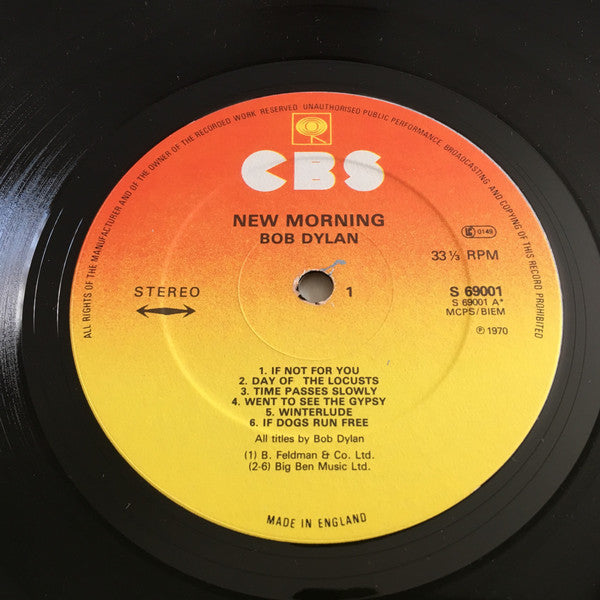 ALL RIGHTS OF THE MANUFACTURER AND OF THE OWNER OF THE RECORDED WORK RESERVED UNAUTHORISED PUBLIC PERFORMANCE, BROADCASTING AND COPYING OF THIS RECORD PROHIBITED
CBS
NEW MORNING
BOB DYLAN
LC 0149
33⅓ RPM
STEREO
1
S 69001
S 69001 A*
MCPS/BIEM
℗ 1970
1. IF NOT FOR YOU
2. DAY OF THE LOCUSTS
3. TIME PASSES SLOWLY
4. WENT TO SEE THE GYPSY
5. WINTERLUDE
6. IF DOGS RUN FREE
All titles by Bob Dylan
(1) B. Feldman & Co. Ltd.
(2-6) Big Ben Music Ltd.
MADE IN ENGLAND